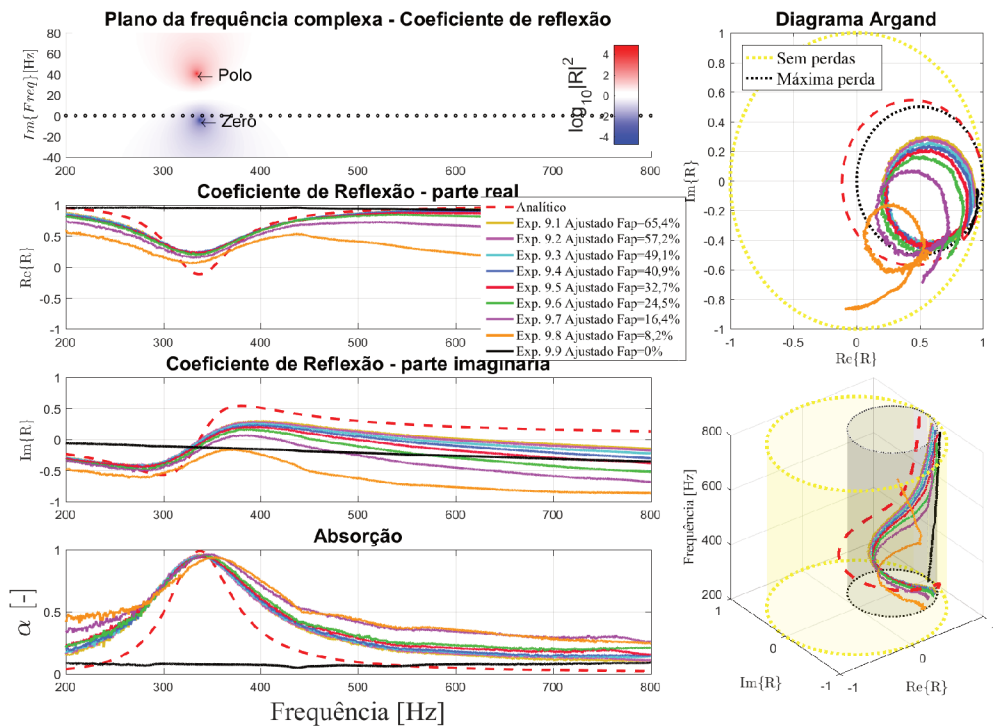 Plano da frequência complexa - Coeficiente de reflexão
80
60
40
20
0
-20
-40
Im{Freq}[Hz]
← Polo
← Zero
log10|R|²
4
2
0
-2
-4
200 300 400 500 600 700 800
Coeficiente de Reflexão - parte real
1
0.5
0
-0.5
-1
Re{R}
200 300 400 500 600 700 800
Analítico
Exp. 9.1 Ajustado Fap=65,4%
Exp. 9.2 Ajustado Fap=57,2%
Exp. 9.3 Ajustado Fap=49,1%
Exp. 9.4 Ajustado Fap=40,9%
Exp. 9.5 Ajustado Fap=32,7%
Exp. 9.6 Ajustado Fap=24,5%
Exp. 9.7 Ajustado Fap=16,4%
Exp. 9.8 Ajustado Fap=8,2%
Exp. 9.9 Ajustado Fap=0%
Coeficiente de Reflexão - parte imaginaria
1
0.5
0
-0.5
-1
Im{R}
200 300 400 500 600 700 800
Absorção
1
0.5
0
α [-]
200 300 400 500 600 700 800
Frequência [Hz]
Diagrama Argand
Sem perdas
Máxima perda
1
0.8
0.6
0.4
0.2
0
-0.2
-0.4
-0.6
-0.8
-1
Im{R}
-1 -0.5 0 0.5 1
Re{R}
800
600
400
200
Frequência [Hz]
1
0
-1
Im{R}
-1
0
Re{R}